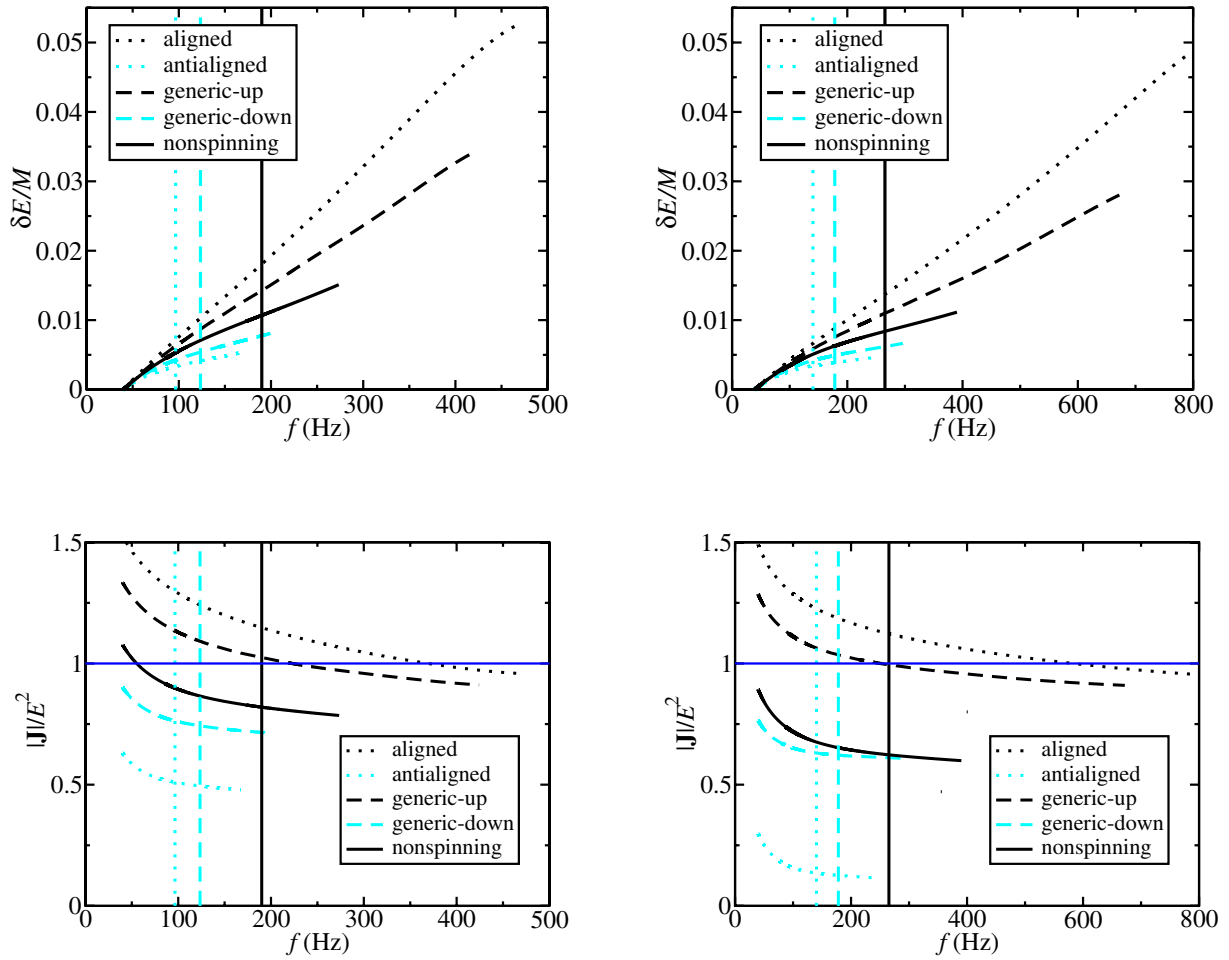 0.05
0.04
0.03
0.02
0.01
0
δE/M
aligned
antialigned
generic-up
generic-down
nonspinning
0 100 200 300 400 500
f (Hz)
0.05
0.04
0.03
0.02
0.01
0
δE/M
aligned
antialigned
generic-up
generic-down
nonspinning
0 200 400 600 800
f (Hz)
1.5
1
0.5
0
|J|/E²
aligned
antialigned
generic-up
generic-down
nonspinning
0 100 200 300 400 500
f (Hz)
1.5
1
0.5
0
|J|/E²
aligned
antialigned
generic-up
generic-down
nonspinning
0 200 400 600 800
f (Hz)